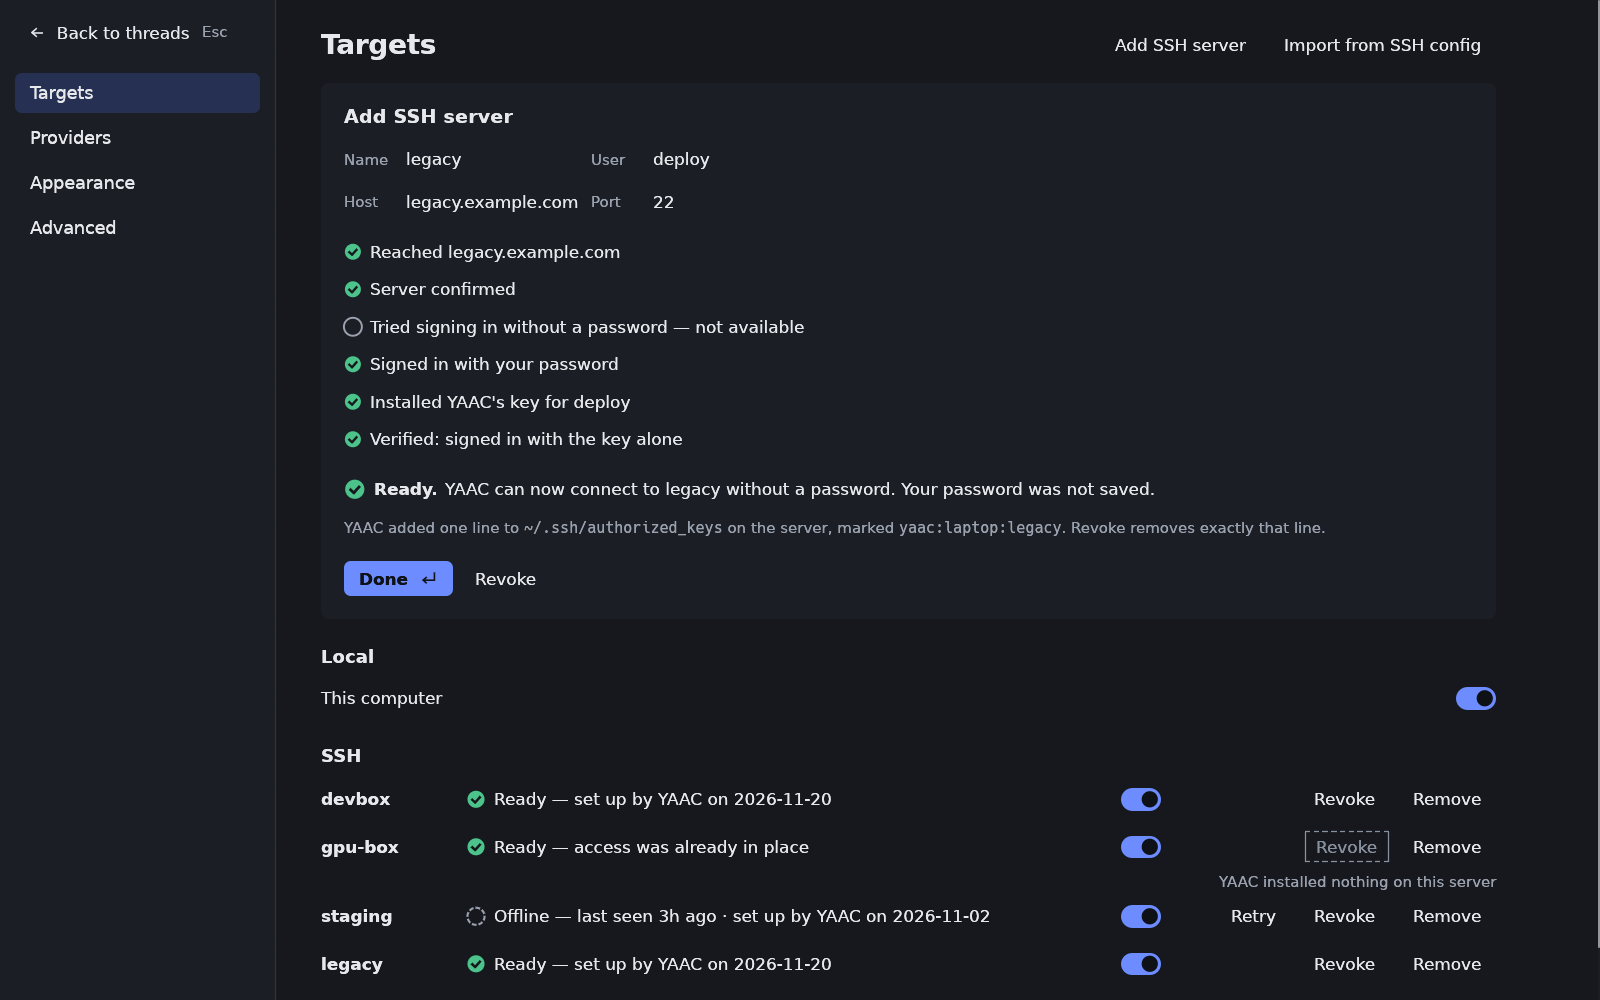 ← Back to threads Esc
Targets
Providers
Appearance
Advanced
Targets
Add SSH server
Import from SSH config
Add SSH server
Name legacy User deploy
Host legacy.example.com Port 22
Reached legacy.example.com
Server confirmed
Tried signing in without a password — not available
Signed in with your password
Installed YAAC's key for deploy
Verified: signed in with the key alone
Ready. YAAC can now connect to legacy without a password. Your password was not saved.
YAAC added one line to ~/.ssh/authorized_keys on the server, marked yaac:laptop:legacy. Revoke removes exactly that line.
Done ↵ Revoke
Local
This computer
SSH
devbox Ready — set up by YAAC on 2026-11-20 Revoke Remove
gpu-box Ready — access was already in place Revoke Remove
YAAC installed nothing on this server
staging Offline — last seen 3h ago · set up by YAAC on 2026-11-02 Retry Revoke Remove
legacy Ready — set up by YAAC on 2026-11-20 Revoke Remove